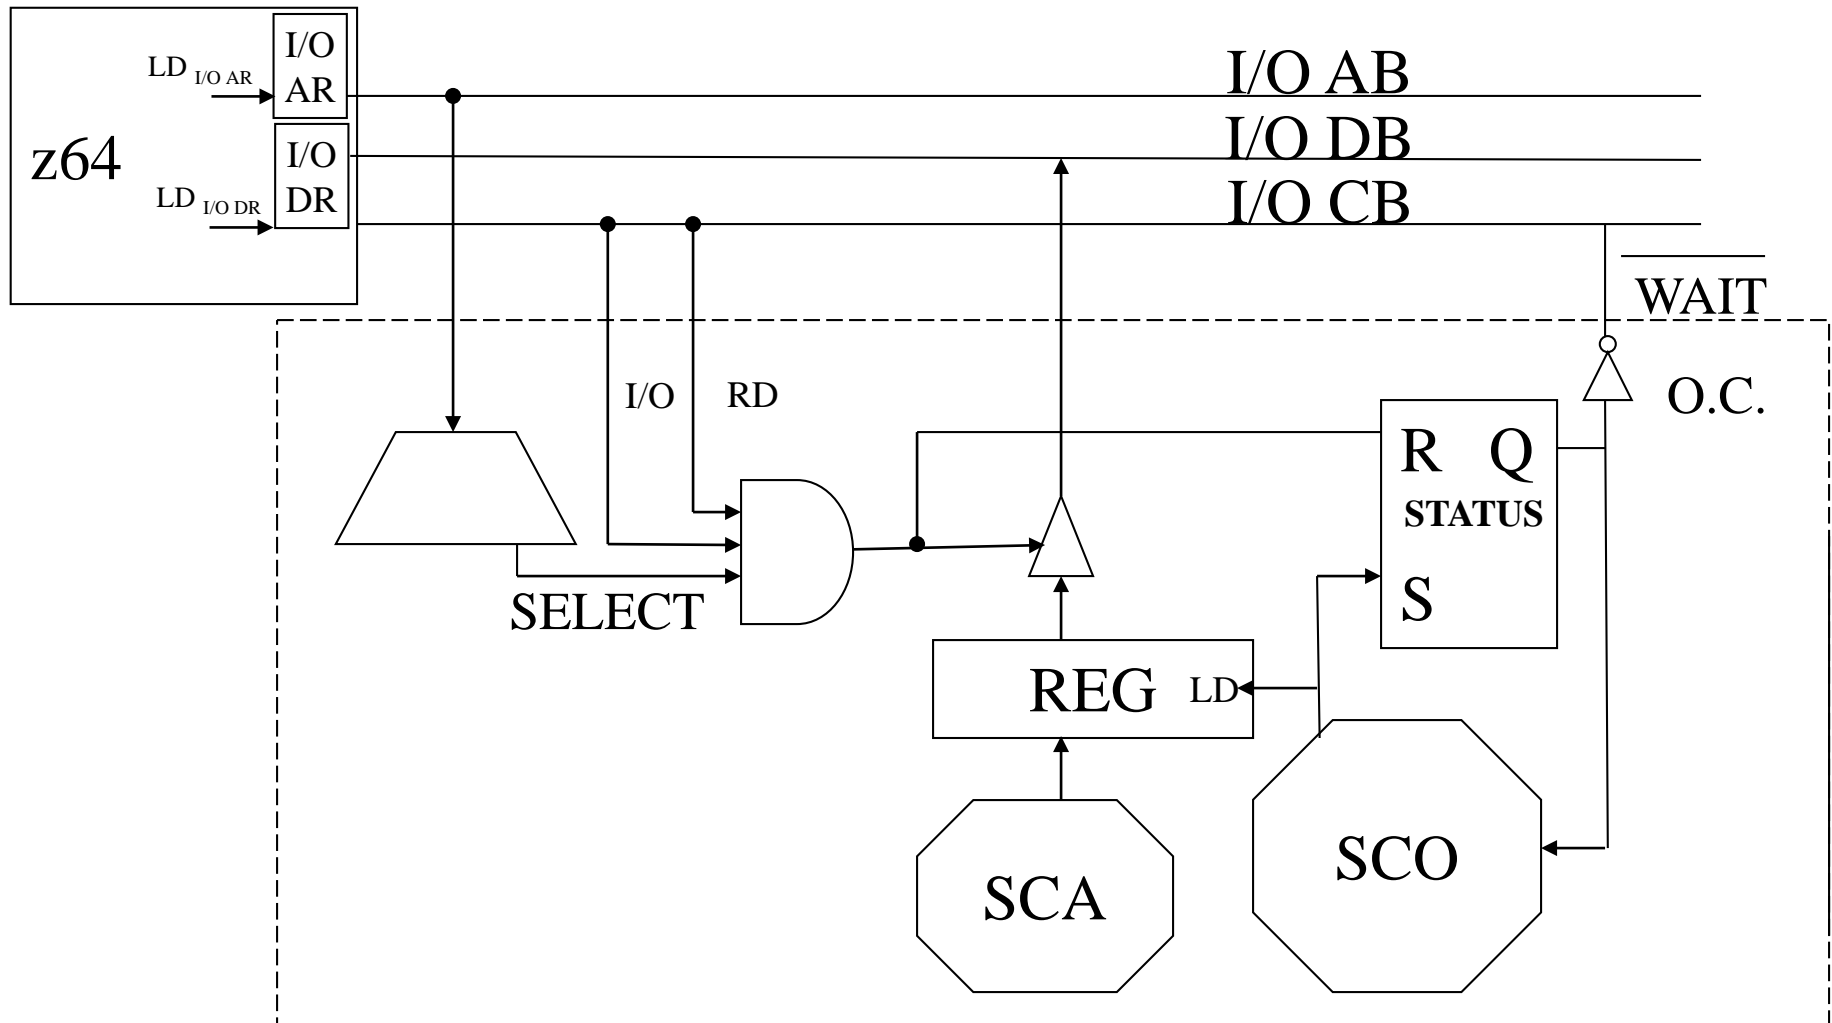 I/O
AR
LD I/O AR
z64
I/O
DR
LD I/O DR
I/O AB
I/O DB
I/O CB
WAIT
I/O
RD
O.C.
R Q
STATUS
S
SELECT
REG LD
SCO
SCA